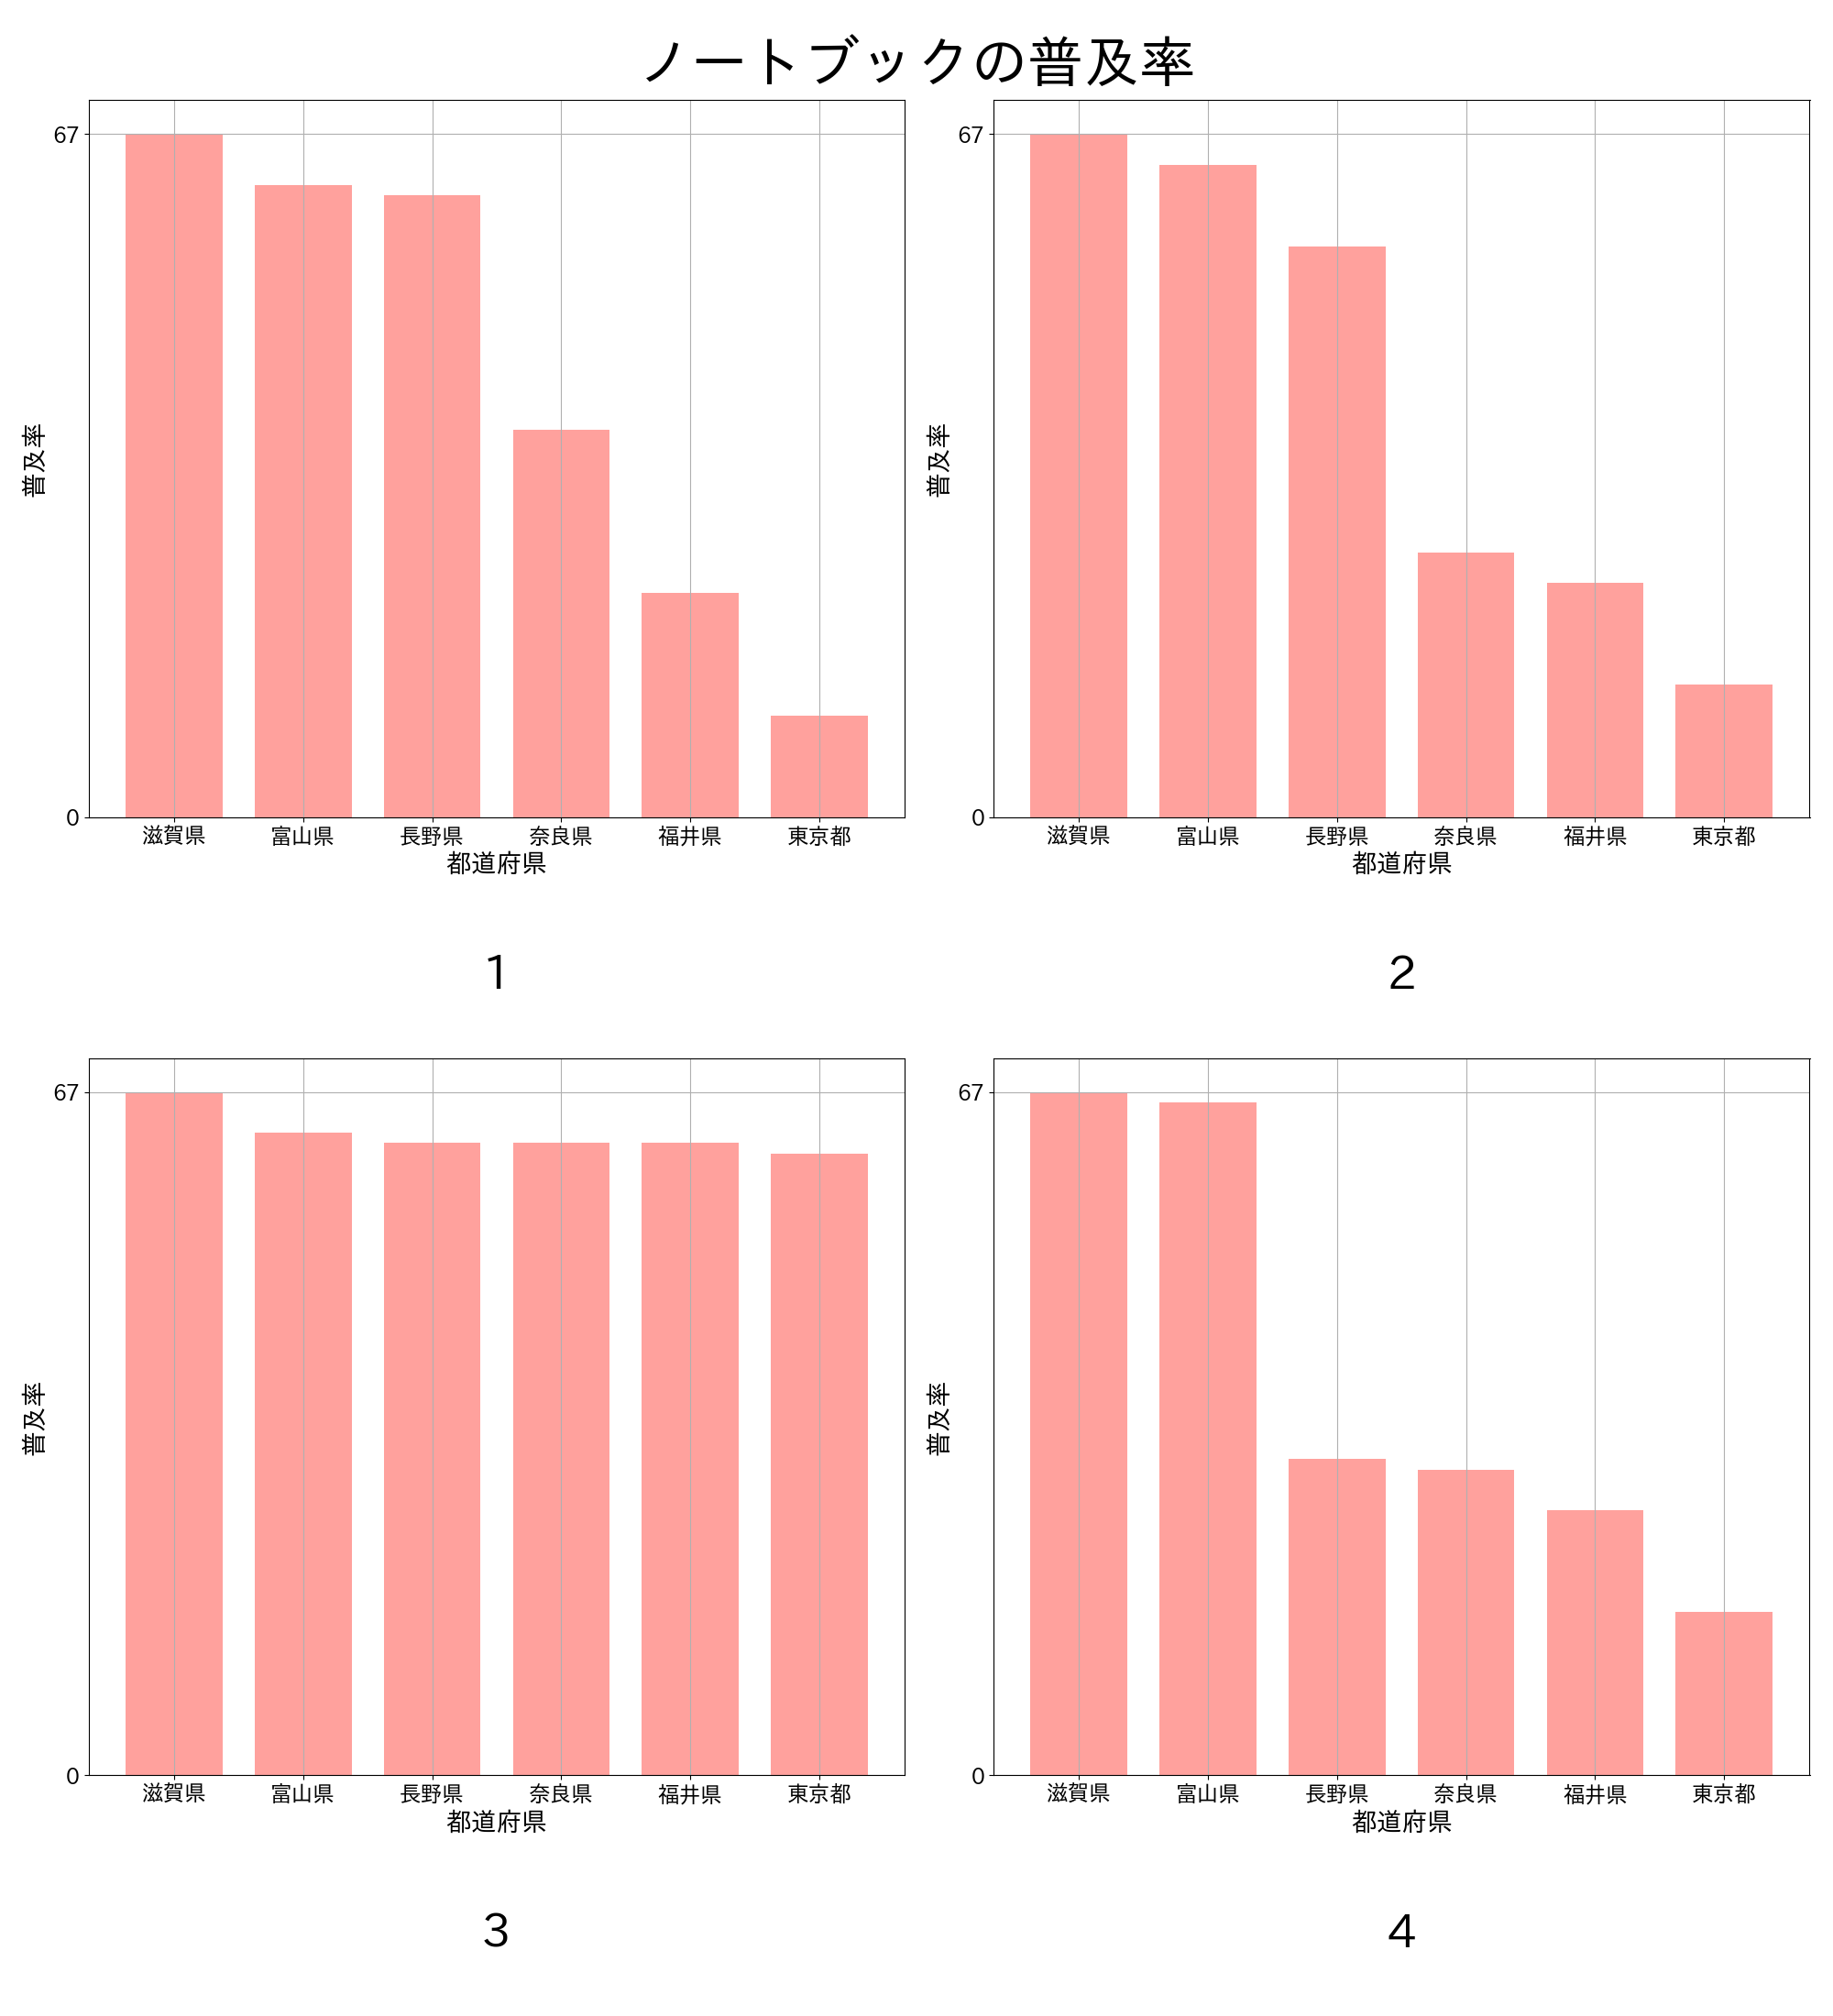 ノートブックの普及率
67
0
普及率
滋賀県 富山県 長野県 奈良県 福井県 東京都
都道府県
1
67
0
普及率
滋賀県 富山県 長野県 奈良県 福井県 東京都
都道府県
2
67
0
普及率
滋賀県 富山県 長野県 奈良県 福井県 東京都
都道府県
3
67
0
普及率
滋賀県 富山県 長野県 奈良県 福井県 東京都
都道府県
4